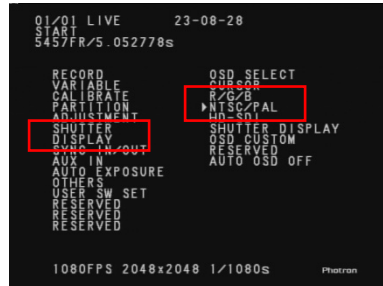 01/01 LIVE 23-08-28
START
5457FR/5.052778s
RECORD
VARIABLE
CALIBRATE
PARTITION
ADJUSTMENT
SHUTTER
DISPLAY
SYNC IN/OUT
AUX IN
AUTO EXPOSURE
OTHERS
USER SW SET
RESERVED
RESERVED
RESERVED
OSD SELECT
CURSOR
R/G/B
▶NTSC/PAL
HD-SDI
SHUTTER DISPLAY
OSD CUSTOM
RESERVED
AUTO OSD OFF
1080FPS 2048x2048 1/1080s Photron